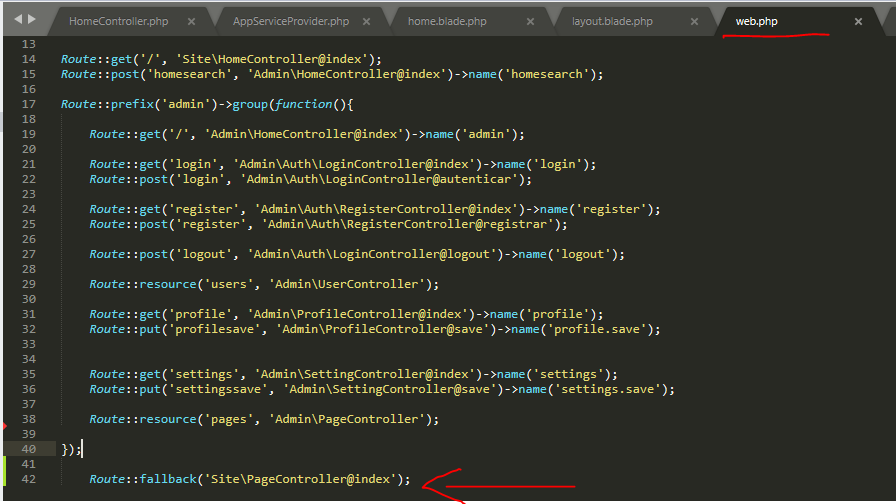 HomeController.php × AppServiceProvider.php × home.blade.php × layout.blade.php × web.php ×
13
14 Route::get('/', 'Site\HomeController@index');
15 Route::post('homesearch', 'Admin\HomeController@index')->name('homesearch');
16
17 Route::prefix('admin')->group(function(){
18
19 Route::get('/', 'Admin\HomeController@index')->name('admin');
20
21 Route::get('login', 'Admin\Auth\LoginController@index')->name('login');
22 Route::post('login', 'Admin\Auth\LoginController@autenticar');
23
24 Route::get('register', 'Admin\Auth\RegisterController@index')->name('register');
25 Route::post('register', 'Admin\Auth\RegisterController@registrar');
26
27 Route::post('logout', 'Admin\Auth\LoginController@logout')->name('logout');
28
29 Route::resource('users', 'Admin\UserController');
30
31 Route::get('profile', 'Admin\ProfileController@index')->name('profile');
32 Route::put('profilesave', 'Admin\ProfileController@save')->name('profile.save');
33
34
35 Route::get('settings', 'Admin\SettingController@index')->name('settings');
36 Route::put('settingssave', 'Admin\SettingController@save')->name('settings.save');
37
38 Route::resource('pages', 'Admin\PageController');
39
40 });
41
42 Route::fallback('Site\PageController@index');